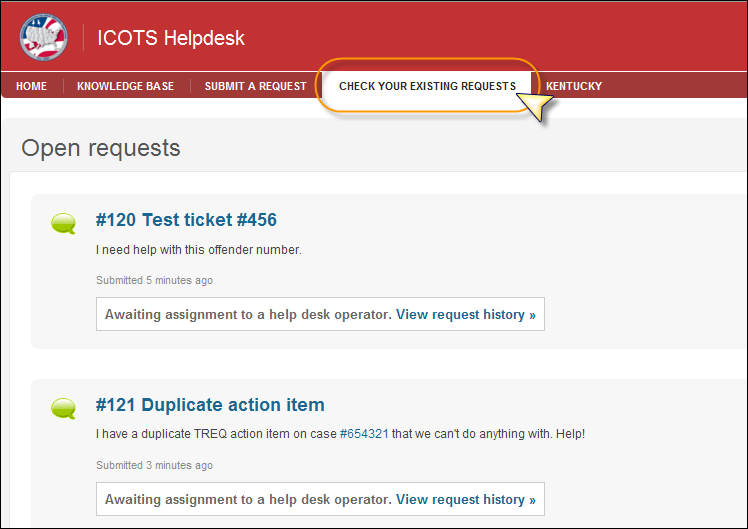 ICOTS Helpdesk
HOME KNOWLEDGE BASE SUBMIT A REQUEST CHECK YOUR EXISTING REQUESTS KENTUCKY
Open requests
#120 Test ticket #456
I need help with this offender number.
Submitted 5 minutes ago
Awaiting assignment to a help desk operator. View request history »
#121 Duplicate action item
I have a duplicate TREQ action item on case #654321 that we can't do anything with. Help!
Submitted 3 minutes ago
Awaiting assignment to a help desk operator. View request history »